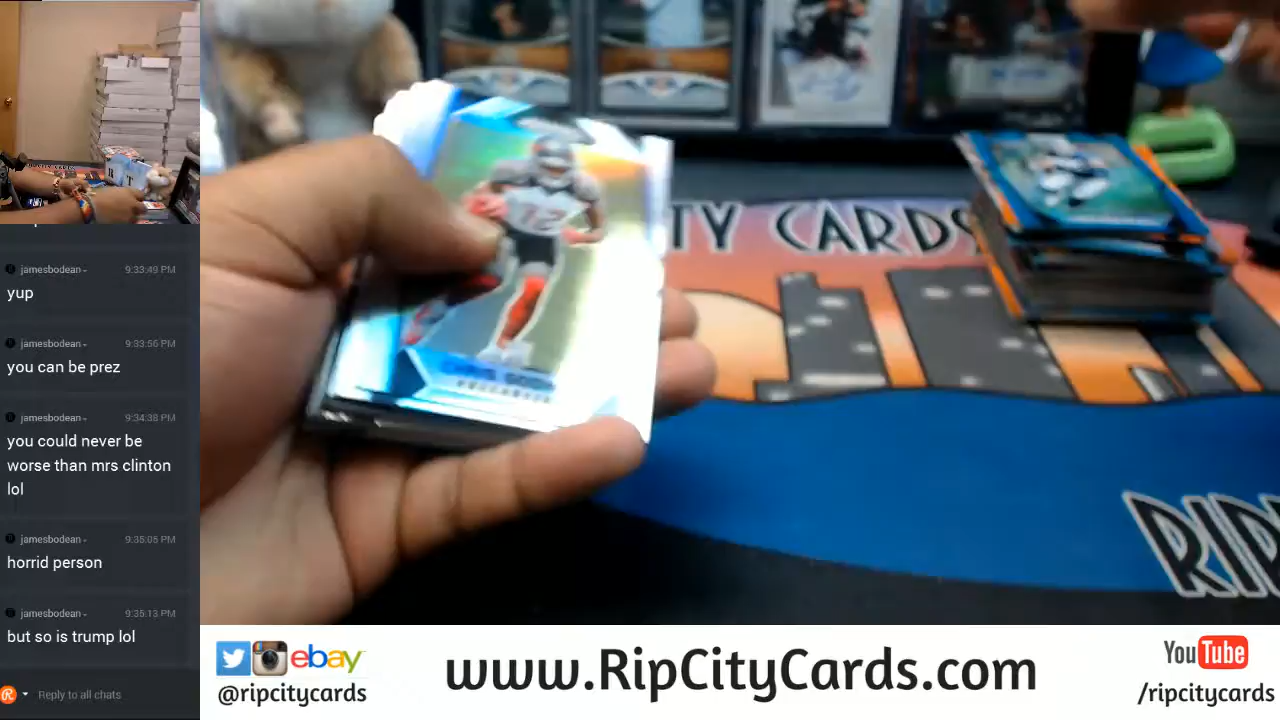 jamesbodean 9:33:49 PM
yup
jamesbodean 9:33:56 PM
you can be prez
jamesbodean 9:34:38 PM
you could never be
worse than mrs clinton
lol
jamesbodean 9:35:05 PM
horrid person
jamesbodean 9:35:13 PM
but so is trump lol
Reply to all chats
TY CARDS
12
RIP
ebay
@ripcitycards
www.RipCityCards.com
YouTube
/ripcitycards